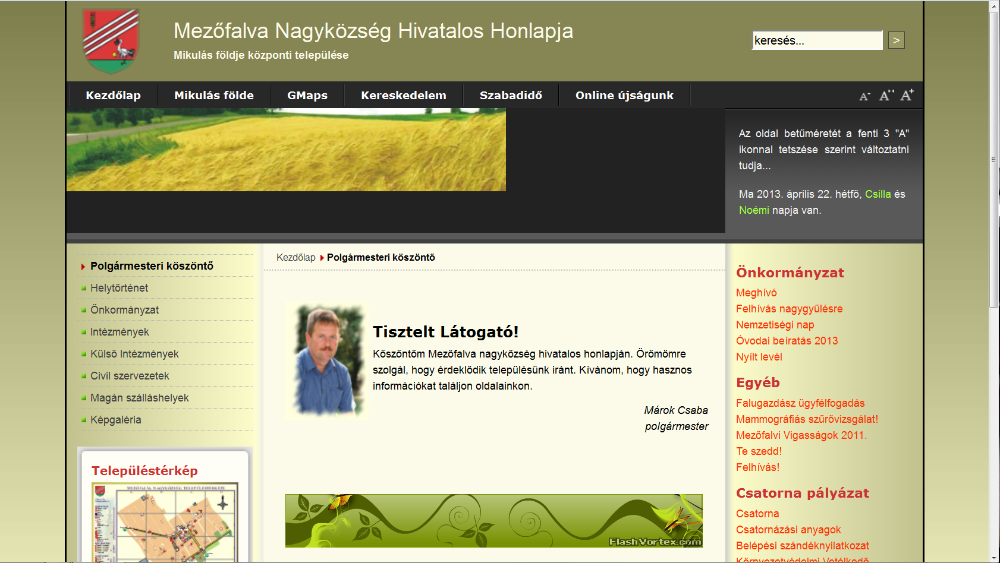 Mezőfalva Nagyközség Hivatalos Honlapja
Mikulás földje központi települése
keresés...
>
Kezdőlap
Mikulás földe
GMaps
Kereskedelem
Szabadidő
Online újságunk
A-
A
A+
Az oldal betűméretét a fenti 3 "A"
ikonnal tetszése szerint változtatni
tudja...
Ma 2013. április 22. hétfő, Csilla és
Noémi napja van.
Polgármesteri köszöntő
Helytörténet
Önkormányzat
Intézmények
Külső Intézmények
Civil szervezetek
Magán szálláshelyek
Képgaléria
Településtérkép
MEZŐFALVA NAGYKÖZSÉG TELEPÜLÉSTÉRKÉPE
Kezdőlap Polgármesteri köszöntő
Tisztelt Látogató!
Köszöntöm Mezőfalva nagyközség hivatalos honlapján. Örömömre
szolgál, hogy érdeklődik településünk iránt. Kívánom, hogy hasznos
információkat találjon oldalainkon.
Márok Csaba
polgármester
FlashVortex.com
Önkormányzat
Meghívó
Felhívás nagygyűlésre
Nemzetiségi nap
Óvodai beíratás 2013
Nyílt levél
Egyéb
Falugazdász ügyfélfogadás
Mammográfiás szűrővizsgálat!
Mezőfalvi Vigasságok 2011.
Te szedd!
Felhívás!
Csatorna pályázat
Csatorna
Csatornázási anyagok
Belépési szándéknyilatkozat
Környezetvédelmi Vetélkedő